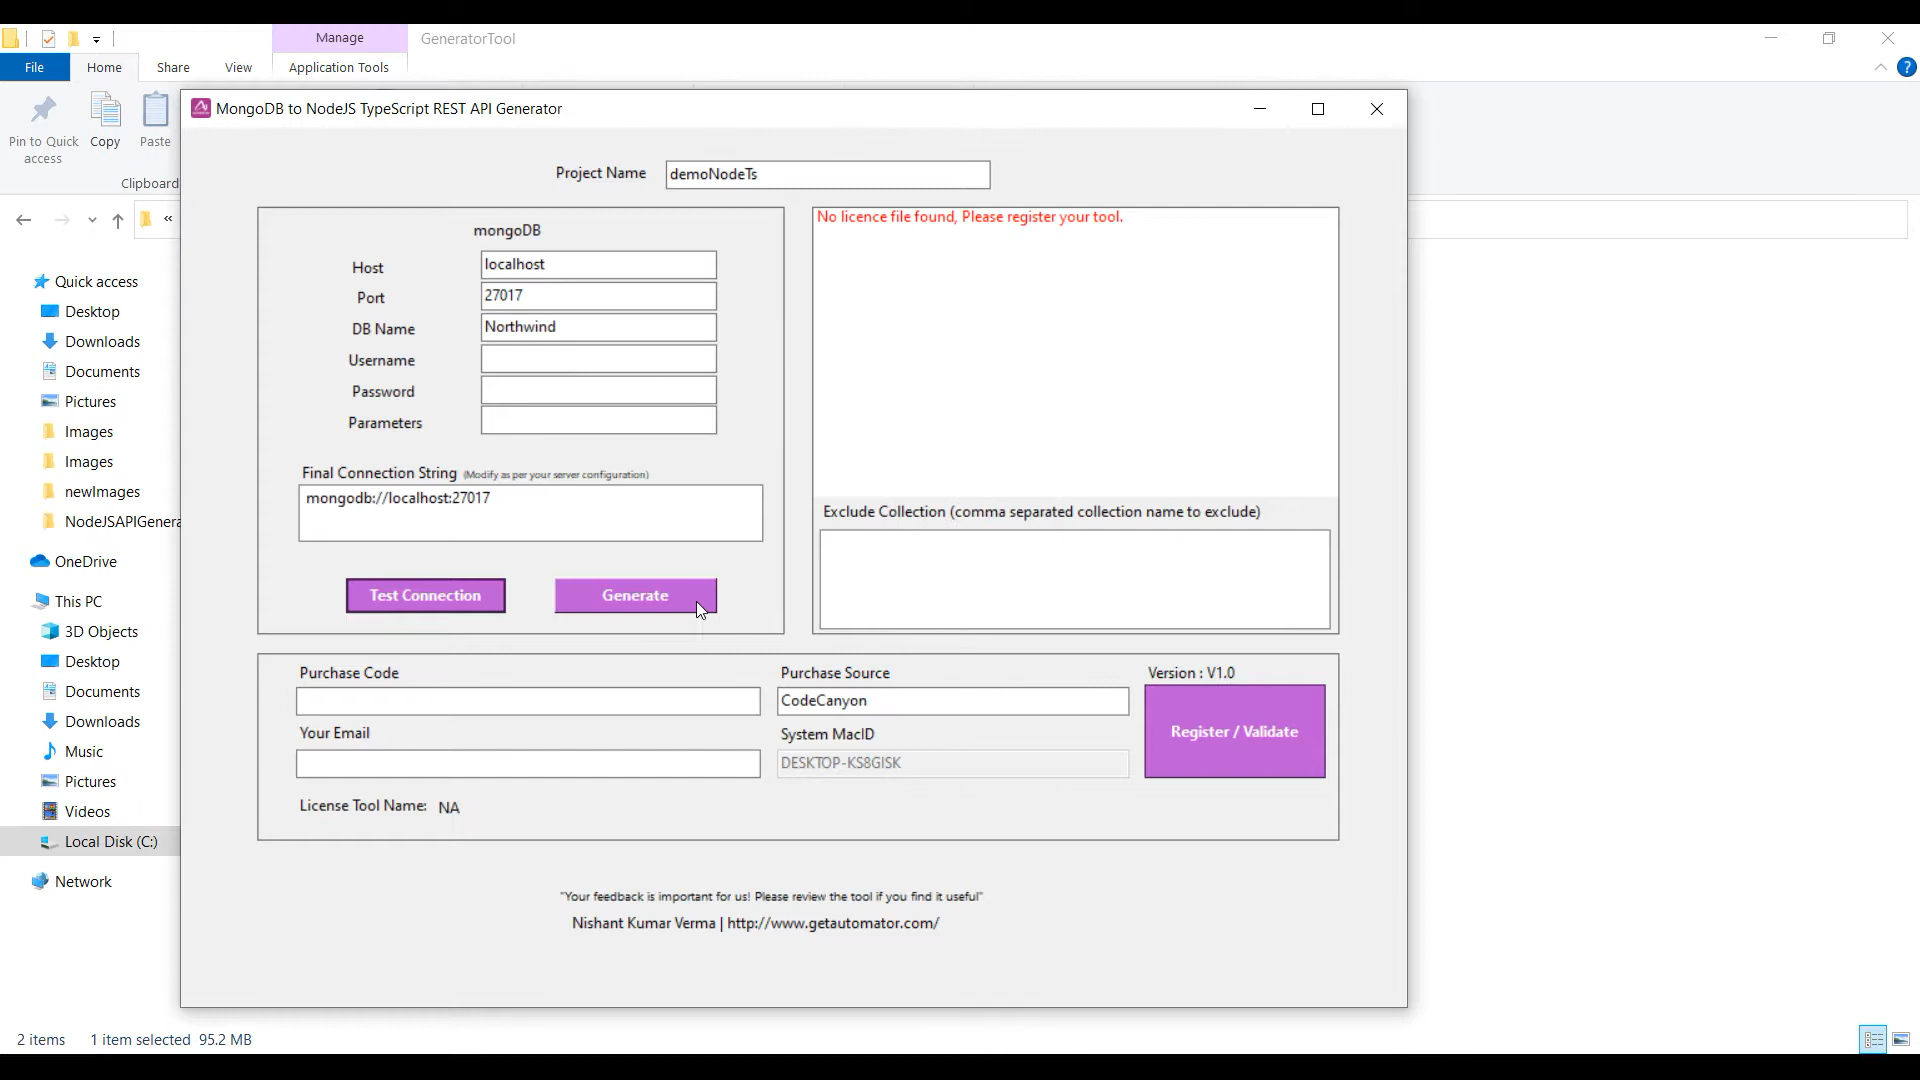 Manage
GeneratorTool
File
Home
Share
View
Application Tools
Pin to Quick access
Copy
Paste
Clipboard
MongoDB to NodeJS TypeScript REST API Generator
Project Name
demoNodeTs
mongoDB
Host
localhost
Port
27017
DB Name
Northwind
Username
Password
Parameters
Final Connection String (Modify as per your server configuration)
mongodb://localhost:27017
Test Connection
Generate
No licence file found, Please register your tool.
Exclude Collection (comma separated collection name to exclude)
Purchase Code
Purchase Source
Version : V1.0
CodeCanyon
Register / Validate
Your Email
System MacID
DESKTOP-KS8GISK
License Tool Name:
NA
"Your feedback is important for us! Please review the tool if you find it useful"
Nishant Kumar Verma | http://www.getautomator.com/
Quick access
Desktop
Downloads
Documents
Pictures
Images
Images
newImages
NodeJSAPIGenera
OneDrive
This PC
3D Objects
Desktop
Documents
Downloads
Music
Pictures
Videos
Local Disk (C:)
Network
2 items
1 item selected 95.2 MB